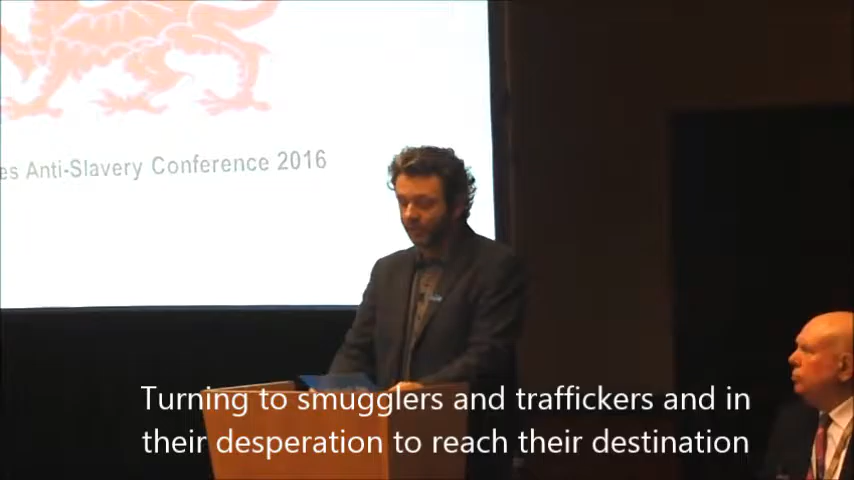 es Anti-Slavery Conference 2016
Turning to smugglers and traffickers and in
their desperation to reach their destination